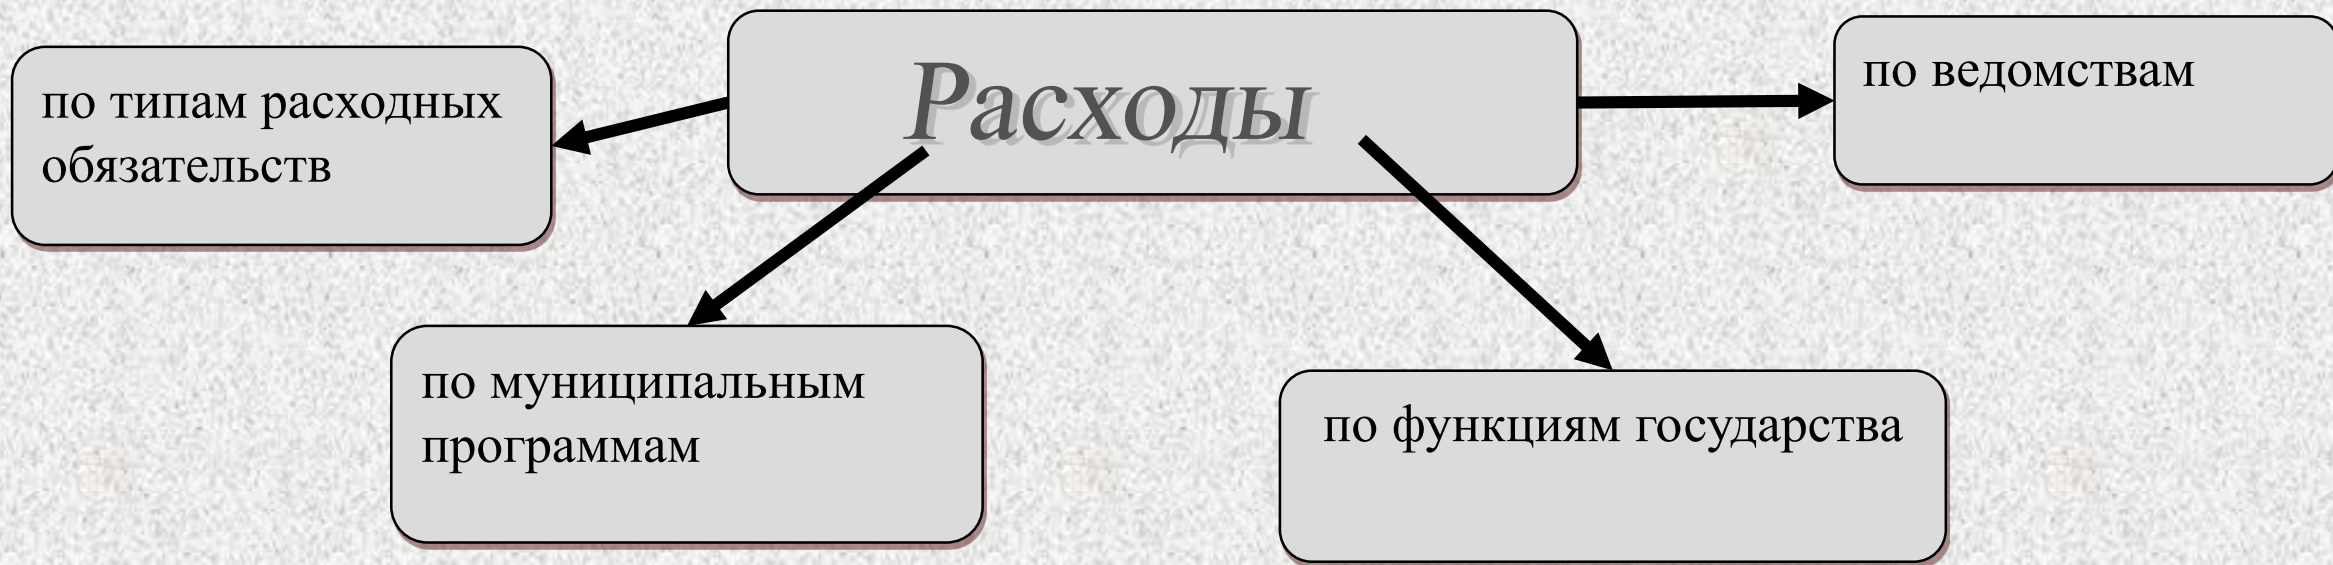 Расходы
по типам расходных
обязательств
по ведомствам
по муниципальным
программам
по функциям государства